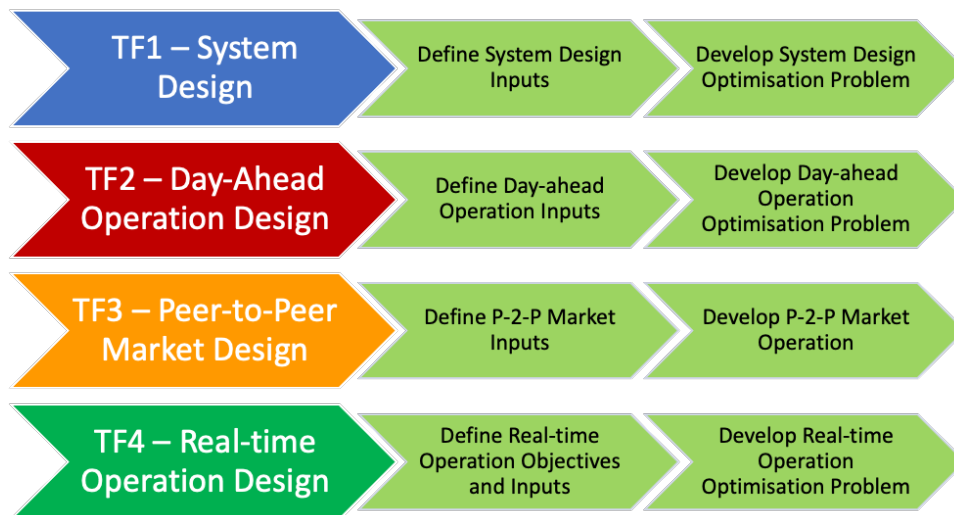 TF1 – System
Design
Define System Design
Inputs
Develop System Design
Optimisation Problem
TF2 – Day-Ahead
Operation Design
Define Day-ahead
Operation Inputs
Develop Day-ahead
Operation
Optimisation Problem
TF3 – Peer-to-Peer
Market Design
Define P-2-P Market
Inputs
Develop P-2-P Market
Operation
TF4 – Real-time
Operation Design
Define Real-time
Operation Objectives
and Inputs
Develop Real-time
Operation
Optimisation Problem